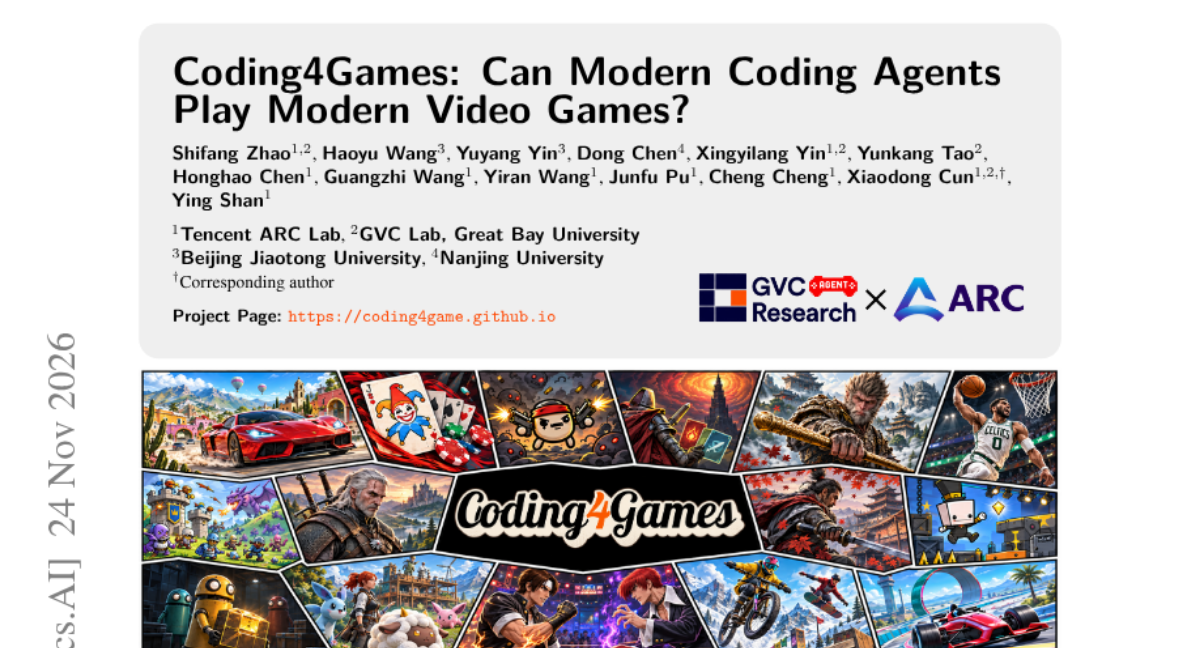 Coding4Games: Can Modern Coding Agents
Play Modern Video Games?
Shifang Zhao1,2, Haoyu Wang3, Yuyang Yin3, Dong Chen4, Xingyilang Yin1,2, Yunkang Tao2,
Honghao Chen1, Guangzhi Wang1, Yiran Wang1, Junfu Pu1, Cheng Cheng1, Xiaodong Cun1,2,†,
Ying Shan1
1Tencent ARC Lab, 2GVC Lab, Great Bay University
3Beijing Jiaotong University, 4Nanjing University
†Corresponding author
Project Page: https://coding4game.github.io
GVC AGENT
Research
× ARC
cs.AI] 24 Nov 2026
CELTICS
0
Coding4Games